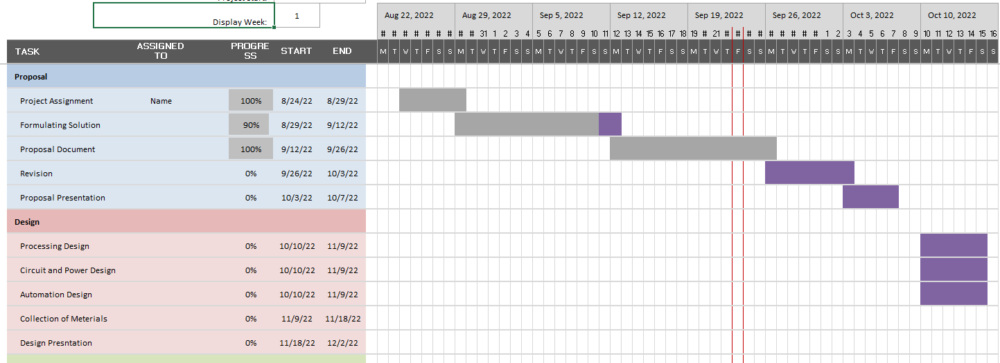 Display Week: 1
Aug 22, 2022 Aug 29, 2022 Sep 5, 2022 Sep 12, 2022 Sep 19, 2022 Sep 26, 2022 Oct 3, 2022 Oct 10, 2022
# # # # # # # # # 31 1 2 3 4 5 6 7 8 9 10 11 12 13 14 15 16 17 18 19 # 21 # # # # # # # # # 1 2 3 4 5 6 7 8 9 10 11 12 13 14 15 16
TASK ASSIGNED TO PROGRE SS START END M T W T F S S M T W T F S S M T W T F S S M T W T F S S M T W T F S S M T W T F S S M T W T F S S M T W T F S S
Proposal
Project Assignment Name 100% 8/24/22 8/29/22
Formulating Solution 90% 8/29/22 9/12/22
Proposal Document 100% 9/12/22 9/26/22
Revision 0% 9/26/22 10/3/22
Proposal Presentation 0% 10/3/22 10/7/22
Design
Processing Design 0% 10/10/22 11/9/22
Circuit and Power Design 0% 10/10/22 11/9/22
Automation Design 0% 10/10/22 11/9/22
Collection of Meterials 0% 11/9/22 11/18/22
Design Presntation 0% 11/18/22 12/2/22